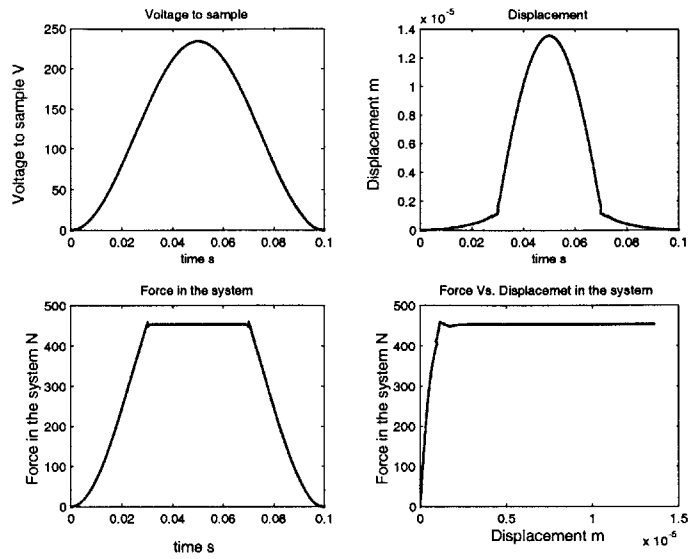 Voltage to sample
250
200
150
100
50
0
0 0.02 0.04 0.06 0.08 0.1
time s
Voltage to sample V
x 10^-5
Displacement
1.4
1.2
1
0.8
0.6
0.4
0.2
0
0 0.02 0.04 0.06 0.08 0.1
time s
Displacement m
Force in the system
500
400
300
200
100
0
0 0.02 0.04 0.06 0.08 0.1
time s
Force in the system N
Force Vs. Displacemet in the system
500
400
300
200
100
0
0 0.5 1 1.5
Displacement m
x 10^-5
Force in the system N